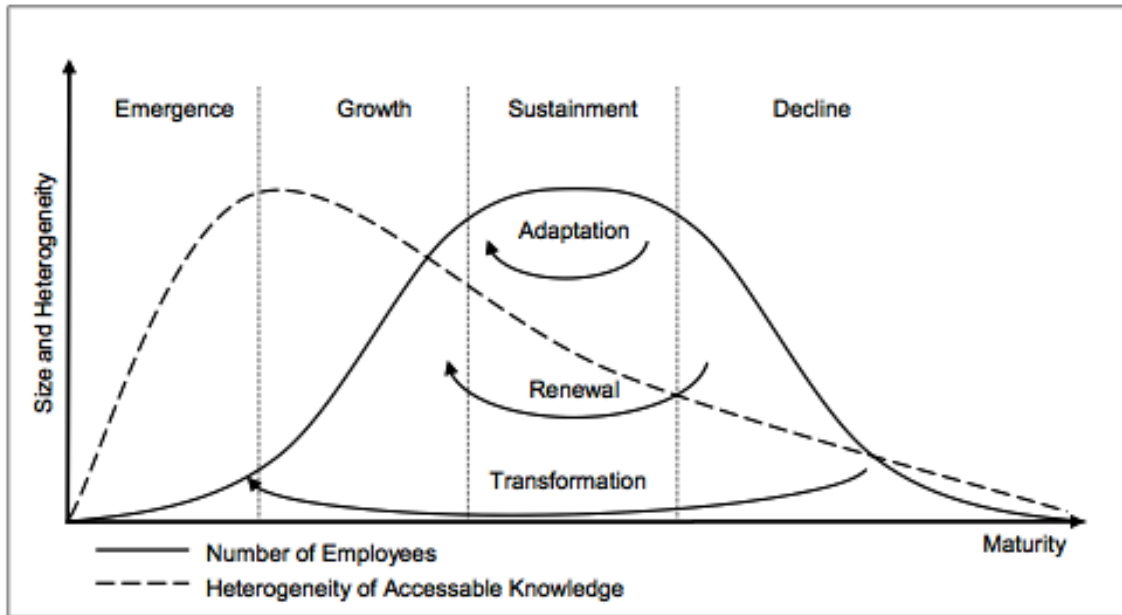 Emergence
Growth
Sustainment
Decline
Size and Heterogeneity
Adaptation
Renewal
Transformation
Maturity
Number of Employees
Heterogeneity of Accessable Knowledge